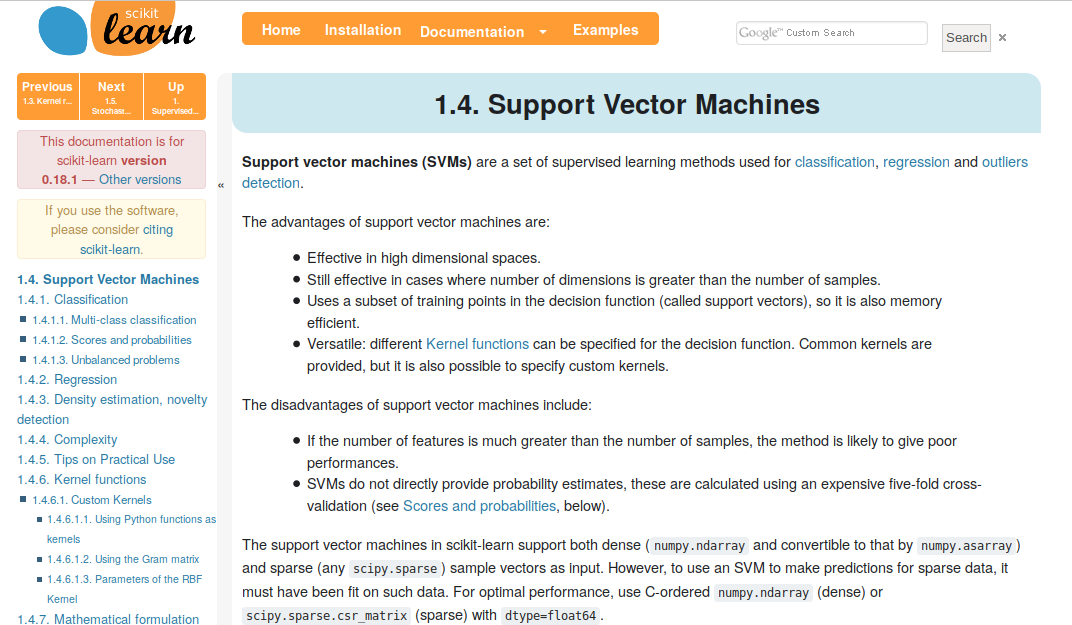 scikit
learn
Home Installation Documentation Examples
Google™ Custom Search
Search ×
Previous
1.3. Kernel r...
Next
1.5.
Stochast...
Up
1.
Supervised...
This documentation is for
scikit-learn version
0.18.1 — Other versions
If you use the software,
please consider citing
scikit-learn.
1.4. Support Vector Machines
1.4.1. Classification
1.4.1.1. Multi-class classification
1.4.1.2. Scores and probabilities
1.4.1.3. Unbalanced problems
1.4.2. Regression
1.4.3. Density estimation, novelty
detection
1.4.4. Complexity
1.4.5. Tips on Practical Use
1.4.6. Kernel functions
1.4.6.1. Custom Kernels
1.4.6.1.1. Using Python functions as
kernels
1.4.6.1.2. Using the Gram matrix
1.4.6.1.3. Parameters of the RBF
Kernel
1.4.7. Mathematical formulation
«
1.4. Support Vector Machines
Support vector machines (SVMs) are a set of supervised learning methods used for classification, regression and outliers
detection.
The advantages of support vector machines are:
• Effective in high dimensional spaces.
• Still effective in cases where number of dimensions is greater than the number of samples.
• Uses a subset of training points in the decision function (called support vectors), so it is also memory
efficient.
• Versatile: different Kernel functions can be specified for the decision function. Common kernels are
provided, but it is also possible to specify custom kernels.
The disadvantages of support vector machines include:
• If the number of features is much greater than the number of samples, the method is likely to give poor
performances.
• SVMs do not directly provide probability estimates, these are calculated using an expensive five-fold cross-
validation (see Scores and probabilities, below).
The support vector machines in scikit-learn support both dense (numpy.ndarray and convertible to that by numpy.asarray)
and sparse (any scipy.sparse) sample vectors as input. However, to use an SVM to make predictions for sparse data, it
must have been fit on such data. For optimal performance, use C-ordered numpy.ndarray (dense) or
scipy.sparse.csr_matrix (sparse) with dtype=float64.